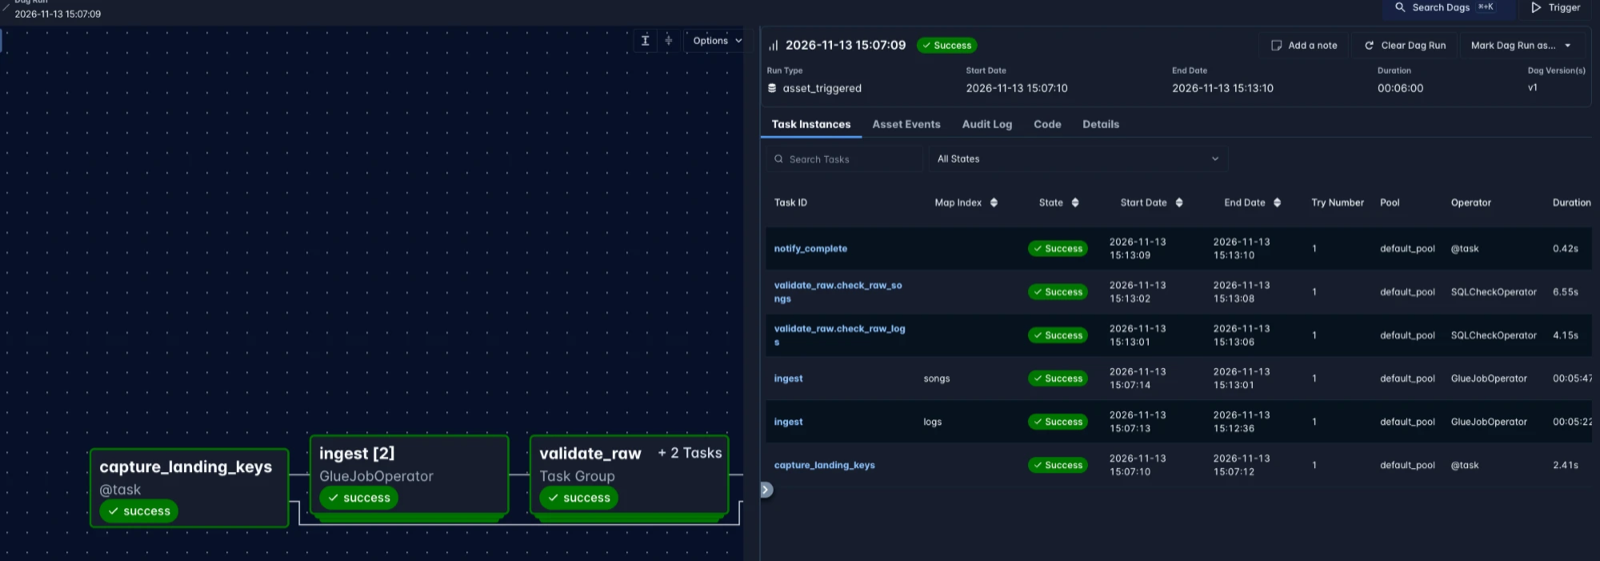 Dag Run
2026-11-13 15:07:09
Search Dags ⌘+K
Trigger
Options
2026-11-13 15:07:09 Success
Add a note
Clear Dag Run
Mark Dag Run as...
Run Type Start Date End Date Duration Dag Version(s)
asset_triggered 2026-11-13 15:07:10 2026-11-13 15:13:10 00:06:00 v1
Task Instances Asset Events Audit Log Code Details
Search Tasks All States
Task ID Map Index State Start Date End Date Try Number Pool Operator Duration
notify_complete Success 2026-11-13 15:13:09 2026-11-13 15:13:10 1 default_pool @task 0.42s
validate_raw.check_raw_so
ngs Success 2026-11-13 15:13:02 2026-11-13 15:13:08 1 default_pool SQLCheckOperator 6.55s
validate_raw.check_raw_log
s Success 2026-11-13 15:13:01 2026-11-13 15:13:06 1 default_pool SQLCheckOperator 4.15s
ingest songs Success 2026-11-13 15:07:14 2026-11-13 15:13:01 1 default_pool GlueJobOperator 00:05:47
ingest logs Success 2026-11-13 15:07:13 2026-11-13 15:12:36 1 default_pool GlueJobOperator 00:05:22
capture_landing_keys Success 2026-11-13 15:07:10 2026-11-13 15:07:12 1 default_pool @task 2.41s
capture_landing_keys
@task
success
ingest [2]
GlueJobOperator
success
validate_raw + 2 Tasks
Task Group
success